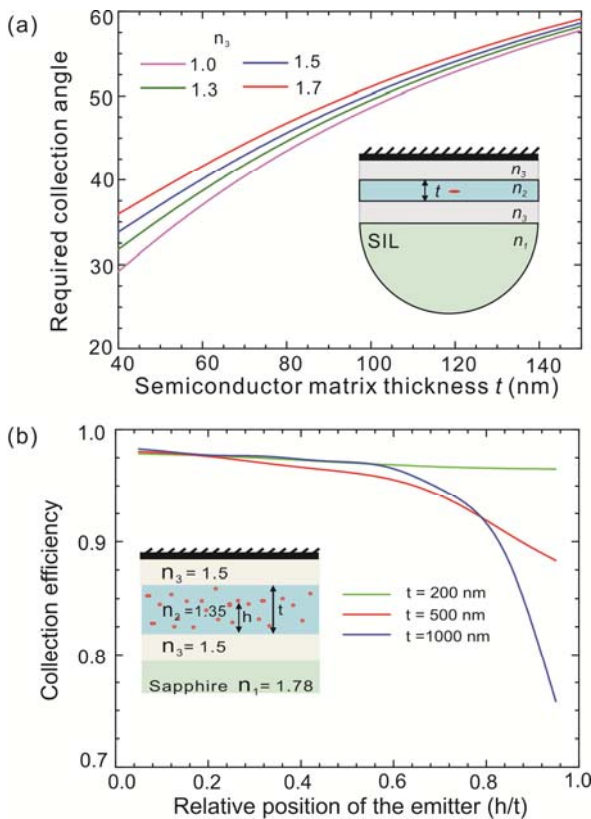 (a)
60
50
40
30
20
Required collection angle
n3
1.0
1.5
1.3
1.7
n3
t
n2
n3
SIL
n1
40
60
80
100
120
140
Semiconductor matrix thickness t (nm)
(b)
1.0
0.9
0.8
0.7
Collection efficiency
n3 = 1.5
n2 = 1.35
h
t
n3 = 1.5
Sapphire n1 = 1.78
t = 200 nm
t = 500 nm
t =1000 nm
0.0
0.2
0.4
0.6
0.8
1.0
Relative position of the emitter (h/t)